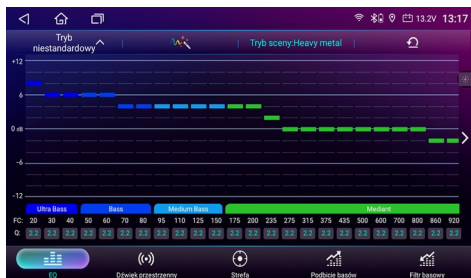 13.2V 13:17
Tryb niestandardowy
Tryb sceny:Heavy metal
+12
6
0 dB
-6
-12
Ultra Bass Bass Medium Bass Mediant
FC: 20 30 40 50 60 70 80 95 110 125 150 175 200 235 275 315 375 435 500 600 700 800 860 920
Q: 2.2 2.2 2.2 2.2 2.2 2.2 2.2 2.2 2.2 2.2 2.2 2.2 2.2 2.2 2.2 2.2 2.2 2.2 2.2 2.2 2.2 2.2 2.2 2.2
EQ Dźwięk przestrzenny Strefa Podbicie basów Filtr basowy